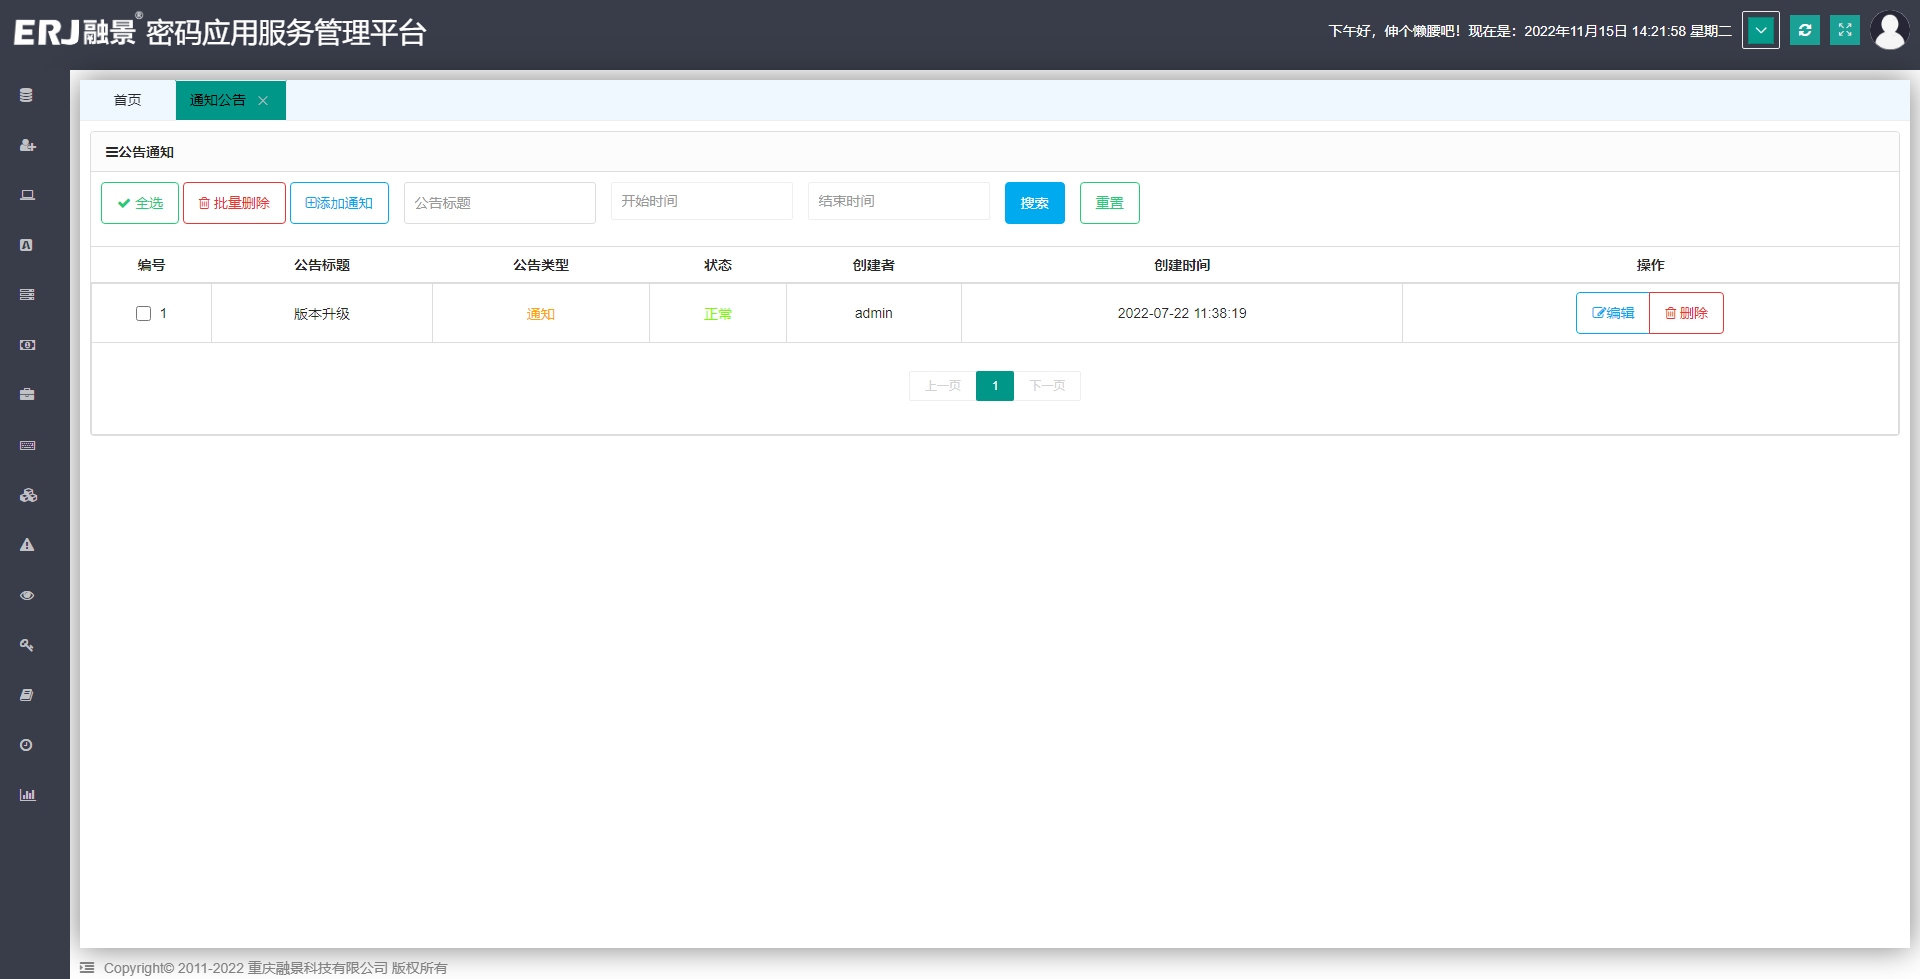 ERJ融景® 密码应用服务管理平台
下午好，伸个懒腰吧！现在是：2022年11月15日 14:21:58 星期二
首页 通知公告
公告通知
全选 批量删除 添加通知 公告标题 开始时间 结束时间 搜索 重置
编号 公告标题 公告类型 状态 创建者 创建时间 操作
1 版本升级 通知 正常 admin 2022-07-22 11:38:19 编辑 删除
上一页 1 下一页
Copyright© 2011-2022 重庆融景科技有限公司 版权所有